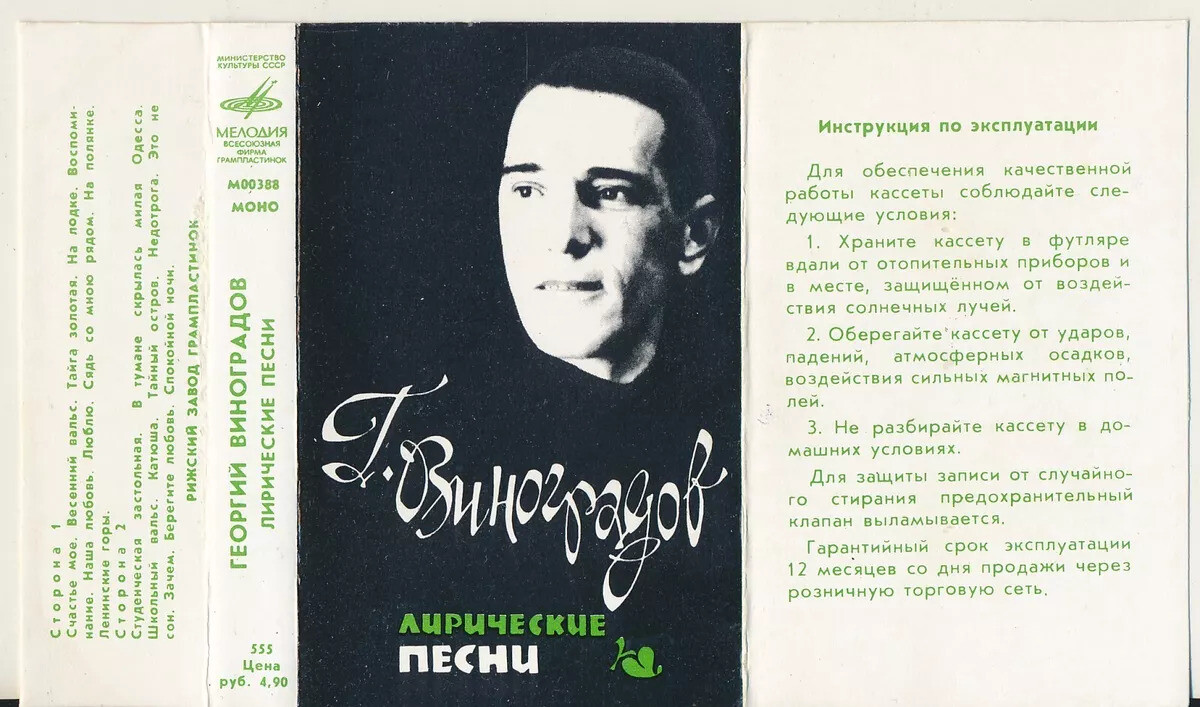 Сторона 1
Счастье мое. Весенний вальс. Тайга золотая. На лодке. Воспоми-
нание. Наша любовь. Люблю. Сядь со мною рядом. На полянке.
Ленинские горы.
Сторона 2
Студенческая застольная. В тумане скрылась милая Одесса.
Школьный вальс. Катюша. Тайный остров. Недотрога. Это не
сон. Зачем. Берегите любовь. Спокойной ночи.
РИЖСКИЙ ЗАВОД ГРАМПЛАСТИНОК
МИНИСТЕРСТВО
КУЛЬТУРЫ СССР
МЕЛОДИЯ
ВСЕСОЮЗНАЯ
ФИРМА
ГРАМПЛАСТИНОК
М00388
МОНО
ГЕОРГИЙ ВИНОГРАДОВ
ЛИРИЧЕСКИЕ ПЕСНИ
555
Цена
руб. 4,90
Г. Виноградов
ЛИРИЧЕСКИЕ
ПЕСНИ
Инструкция по эксплуатации
Для обеспечения качественной
работы кассеты соблюдайте сле-
дующие условия:
1. Храните кассету в футляре
вдали от отопительных приборов и
в месте, защищённом от воздей-
ствия солнечных лучей.
2. Оберегайте кассету от ударов,
падений, атмосферных осадков,
воздействия сильных магнитных по-
лей.
3. Не разбирайте кассету в до-
машних условиях.
Для защиты записи от случайно-
го стирания предохранительный
клапан выламывается.
Гарантийный срок эксплуатации
12 месяцев со дня продажи через
розничную торговую сеть.